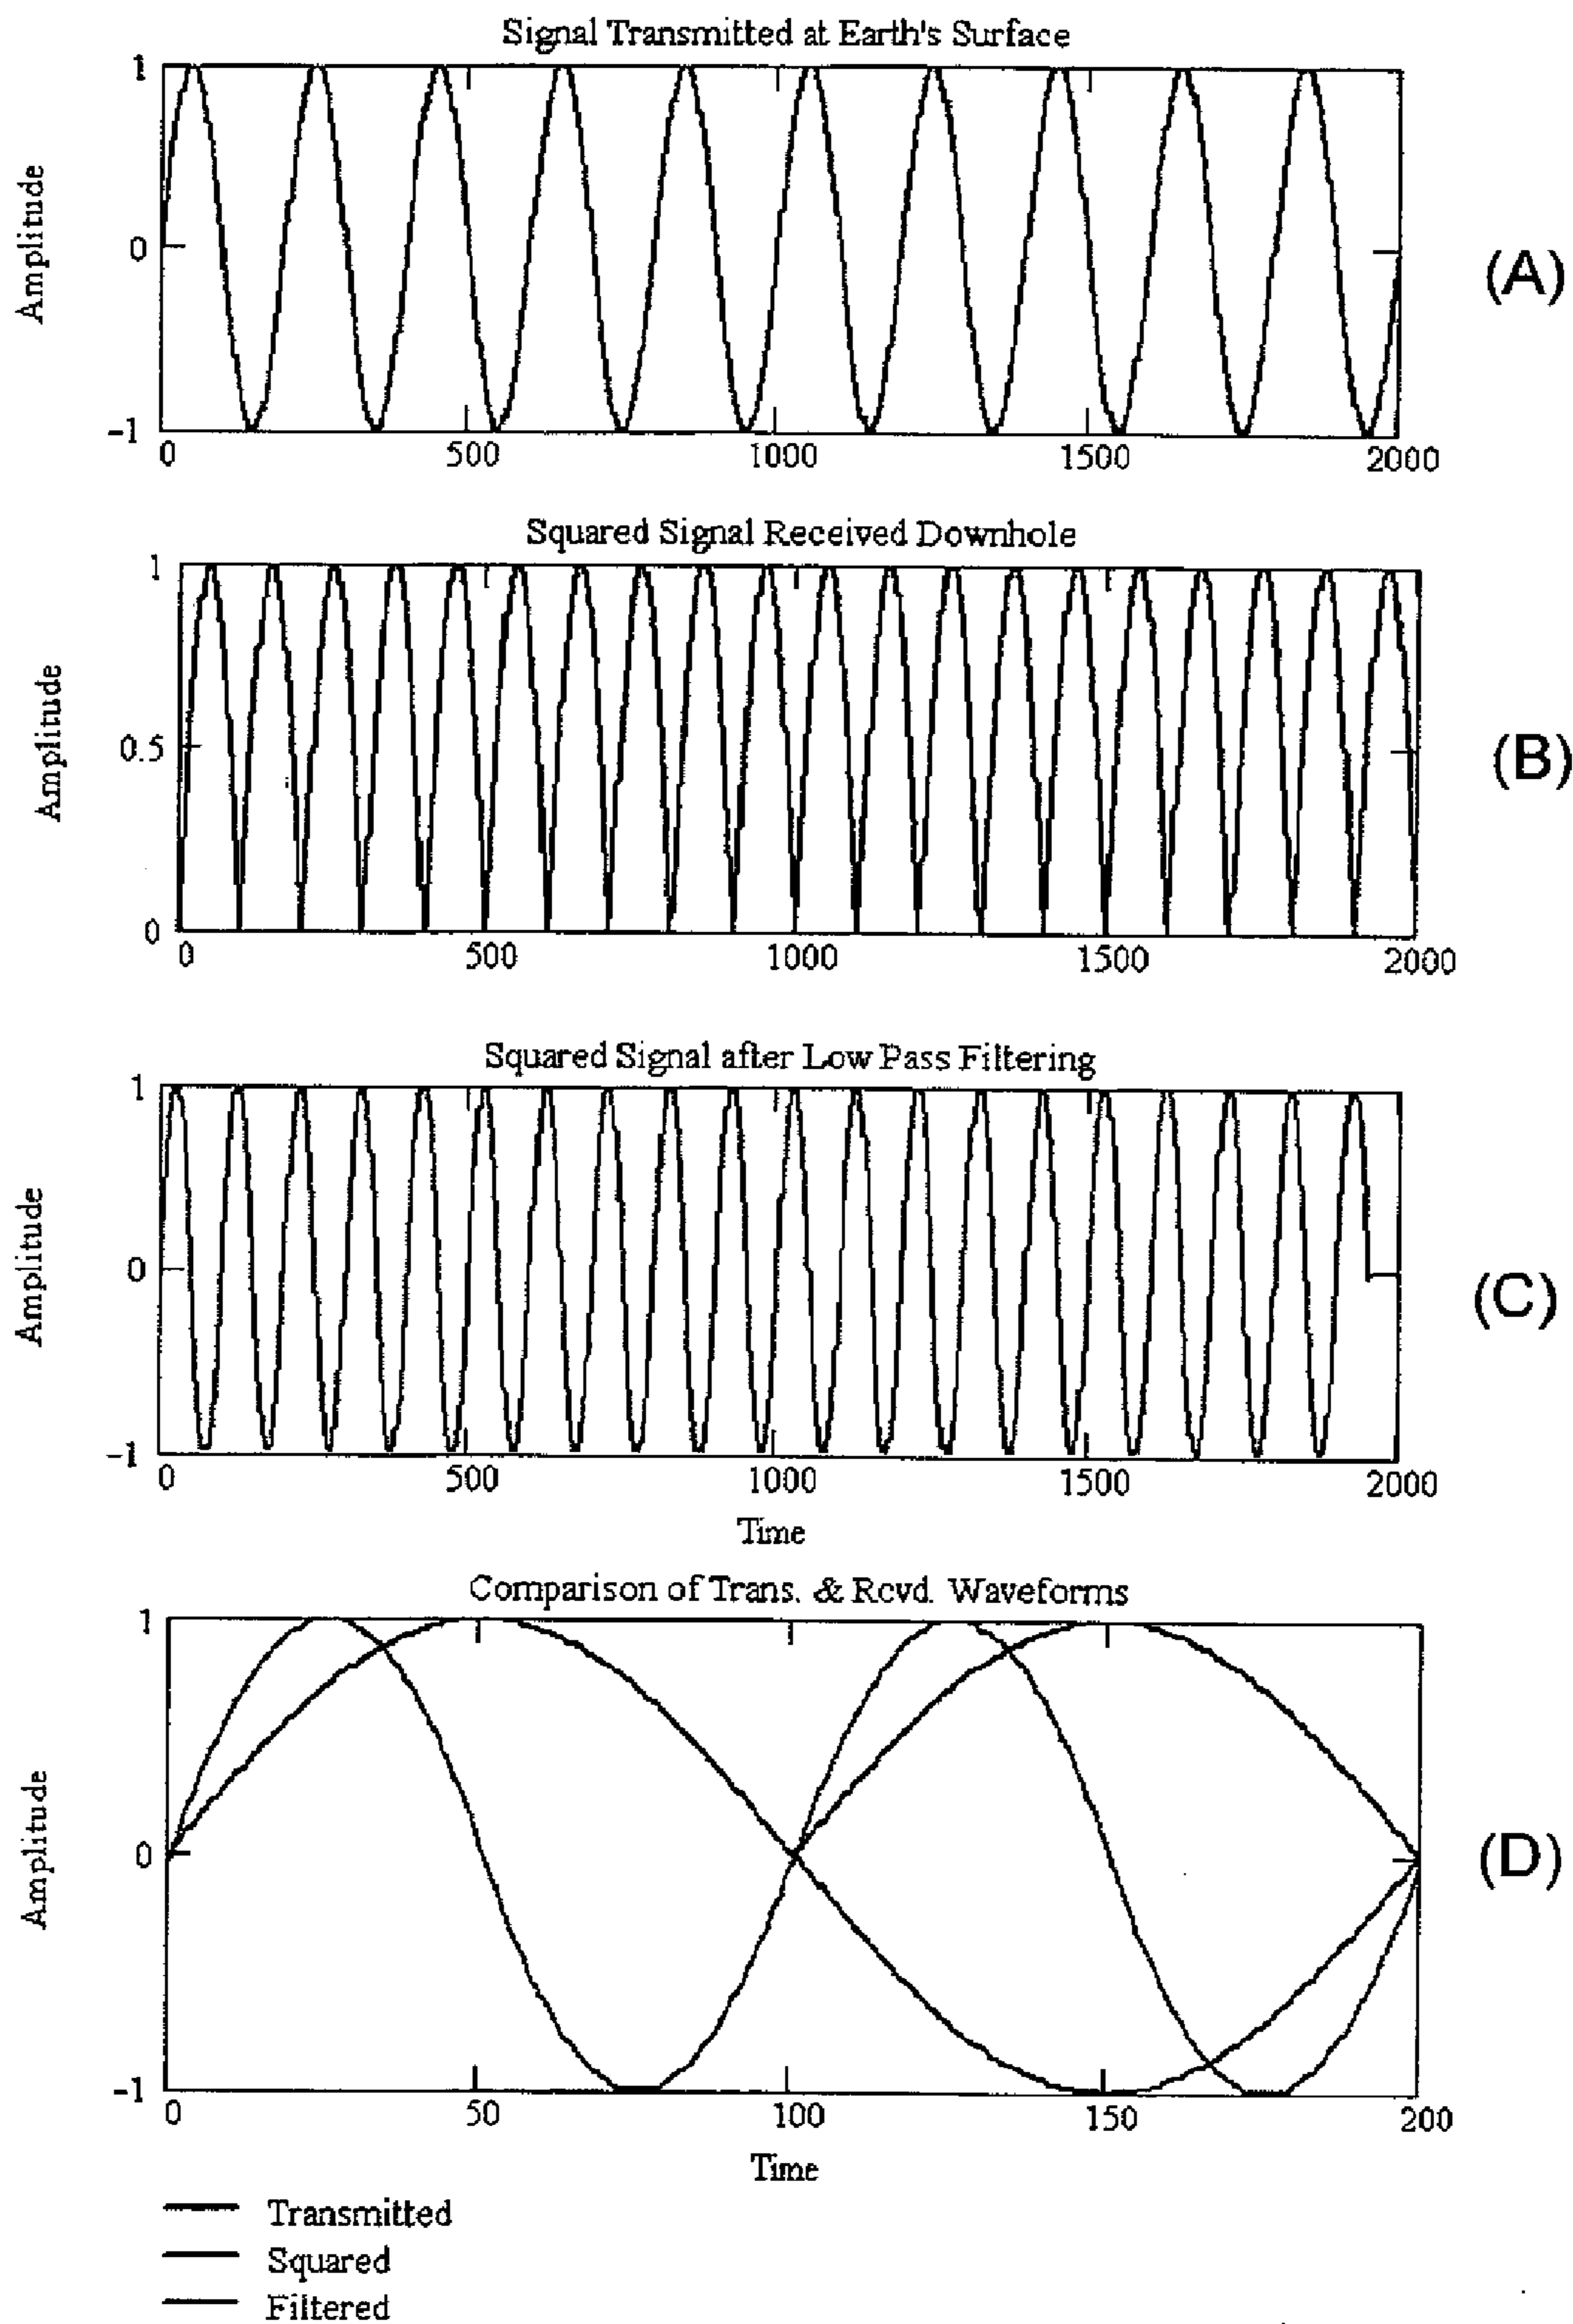 Signal Transmitted at Earth's Surface
1
0
-1
Amplitude
0 500 1000 1500 2000
(A)
Squared Signal Received Downhole
1
0.5
0
Amplitude
0 500 1000 1500 2000
(B)
Squared Signal after Low Pass Filtering
1
0
-1
Amplitude
0 500 1000 1500 2000
Time
(C)
Comparison of Trans. & Rcvd. Waveforms
1
0
-1
Amplitude
0 50 100 150 200
Time
(D)
Transmitted
Squared
Filtered